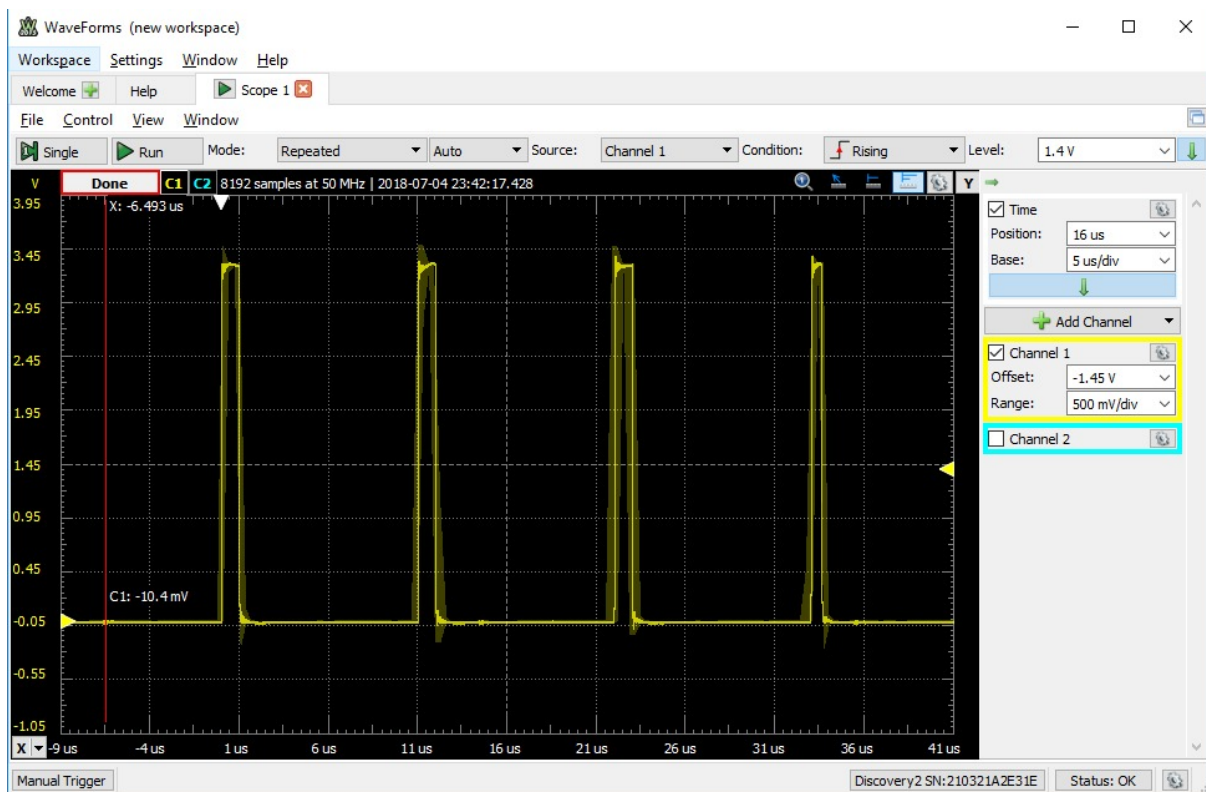 WaveForms (new workspace)
Workspace Settings Window Help
Welcome Help Scope 1
File Control View Window
Single Run Mode: Repeated Auto Source: Channel 1 Condition: Rising Level: 1.4 V
V Done C1 C2 8192 samples at 50 MHz | 2018-07-04 23:42:17.428 Y
X: -6.493 us
3.95
3.45
2.95
2.45
1.95
1.45
0.95
0.45
C1: -10.4 mV
-0.05
-0.55
-1.05
X -9 us -4 us 1 us 6 us 11 us 16 us 21 us 26 us 31 us 36 us 41 us
Time
Position: 16 us
Base: 5 us/div
Add Channel
Channel 1
Offset: -1.45 V
Range: 500 mV/div
Channel 2
Manual Trigger Discovery2 SN:210321A2E31E Status: OK